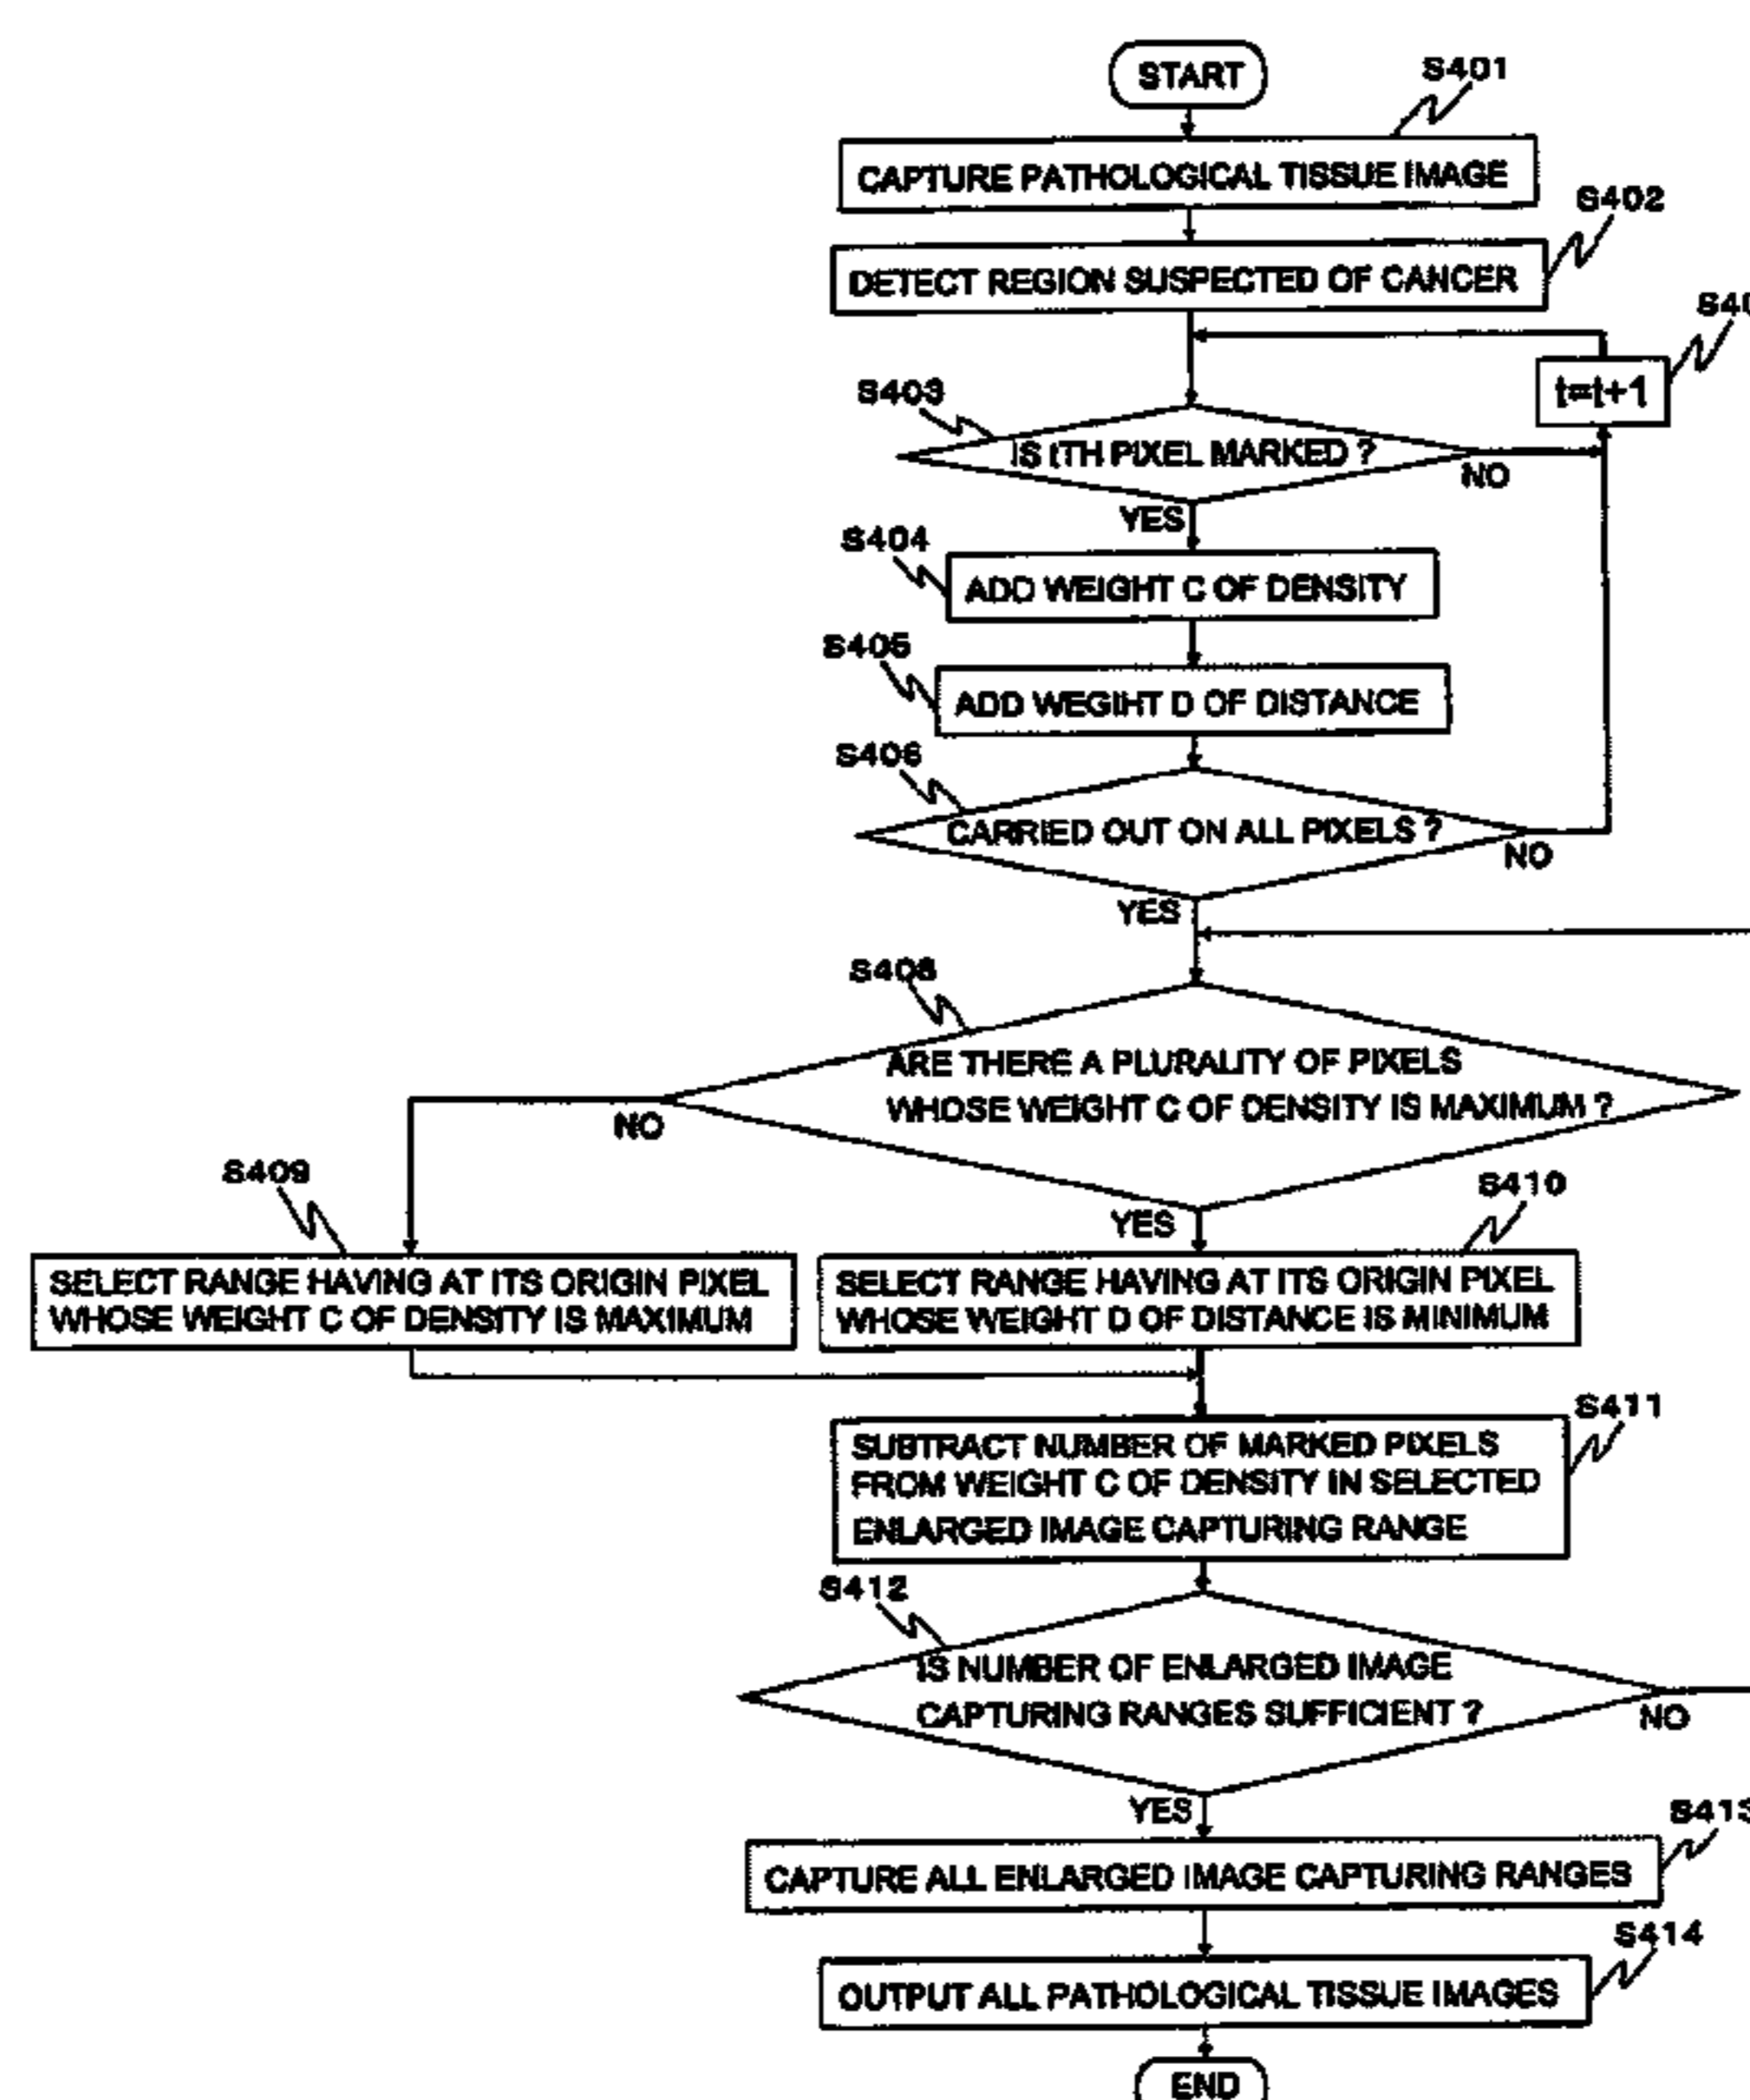 START
S401
CAPTURE PATHOLOGICAL TISSUE IMAGE
S402
DETECT REGION SUSPECTED OF CANCER
S40
t=t+1
S403
IS tTH PIXEL MARKED ?
NO
YES
S404
ADD WEIGHT C OF DENSITY
S405
ADD WEGIHT D OF DISTANCE
S406
CARRIED OUT ON ALL PIXELS ?
NO
YES
S408
ARE THERE A PLURALITY OF PIXELS
WHOSE WEIGHT C OF DENSITY IS MAXIMUM ?
NO
YES
S409
SELECT RANGE HAVING AT ITS ORIGIN PIXEL
WHOSE WEIGHT C OF DENSITY IS MAXIMUM
S410
SELECT RANGE HAVING AT ITS ORIGIN PIXEL
WHOSE WEIGHT D OF DISTANCE IS MINIMUM
S411
SUBTRACT NUMBER OF MARKED PIXELS
FROM WEIGHT C OF DENSITY IN SELECTED
ENLARGED IMAGE CAPTURING RANGE
S412
IS NUMBER OF ENLARGED IMAGE
CAPTURING RANGES SUFFICIENT ?
NO
YES
S413
CAPTURE ALL ENLARGED IMAGE CAPTURING RANGES
S414
OUTPUT ALL PATHOLOGICAL TISSUE IMAGES
END